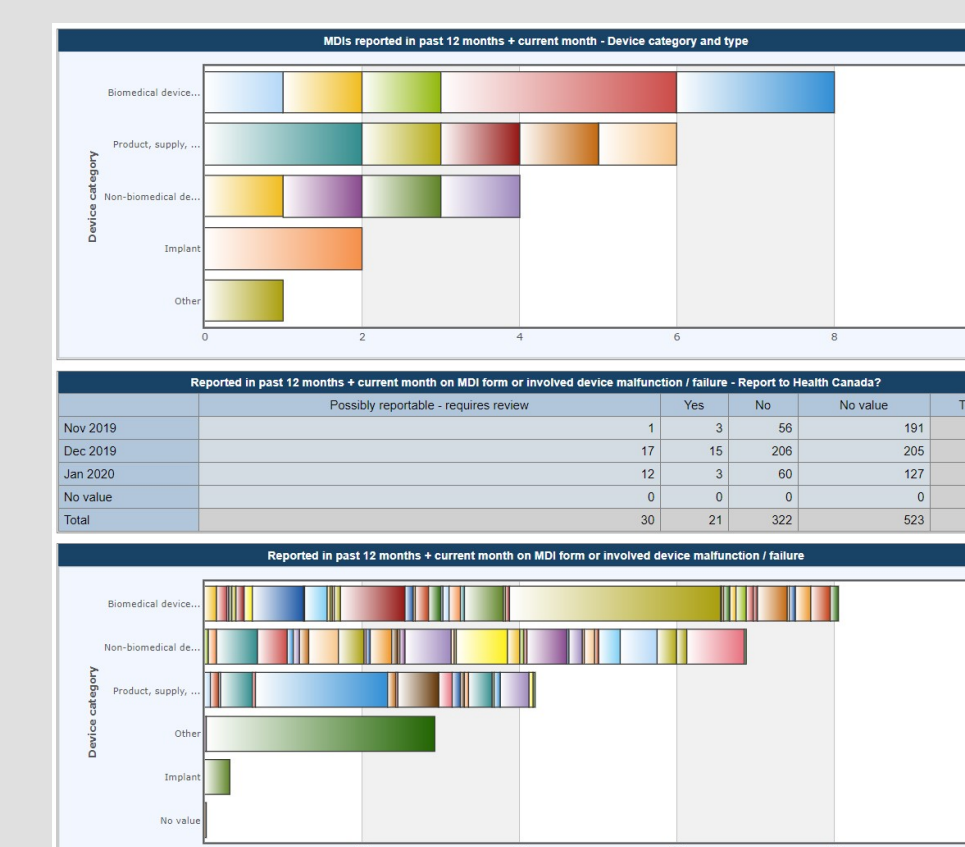 MDIs reported in past 12 months + current month - Device category and type
Device category
Biomedical device...
Product, supply, ...
Non-biomedical de...
Implant
Other
0 2 4 6 8
Reported in past 12 months + current month on MDI form or involved device malfunction / failure - Report to Health Canada?
Possibly reportable - requires review Yes No No value T
Nov 2019 1 3 56 191
Dec 2019 17 15 206 205
Jan 2020 12 3 60 127
No value 0 0 0 0
Total 30 21 322 523
Reported in past 12 months + current month on MDI form or involved device malfunction / failure
Device category
Biomedical device...
Non-biomedical de...
Product, supply, ...
Other
Implant
No value